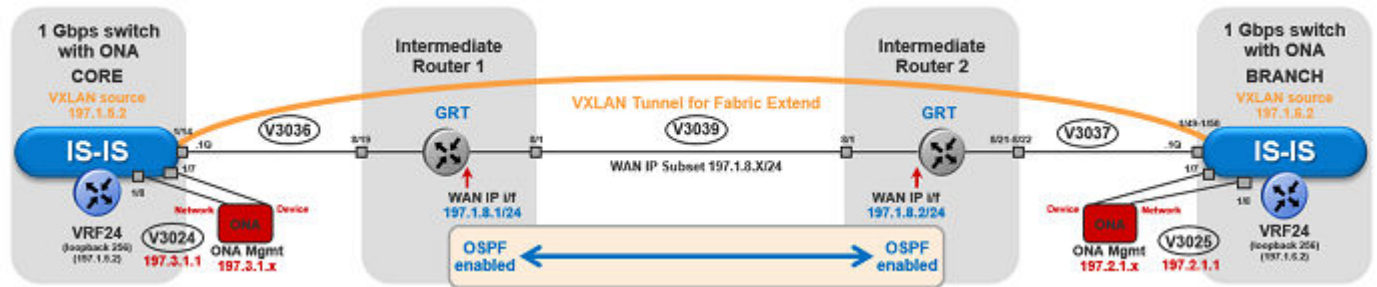 1 Gbps switch
with ONA
CORE
VXLAN source
197.1.5.2
IS-IS
VRF24
(loopback 256)
(197.1.5.2)
1/8
1/7
.1Q
Network
Device
ONA
V3024
197.3.1.1
ONA Mgmt
197.3.1.x
V3036
Intermediate
Router 1
GRT
8/19
8/1
WAN IP i/f
197.1.8.1/24
VXLAN Tunnel for Fabric Extend
V3039
WAN IP Subset 197.1.8.X/24
OSPF
enabled
OSPF
enabled
Intermediate
Router 2
GRT
8/21-8/22
WAN IP i/f
197.1.8.2/24
V3037
1 Gbps switch
with ONA
BRANCH
VXLAN source
197.1.6.2
1/49-1/50
.1Q
1/7
IS-IS
Device
Network
ONA
ONA Mgmt
197.2.1.x
V3025
197.2.1.1
VRF24
(loopback 256)
(197.1.6.2)